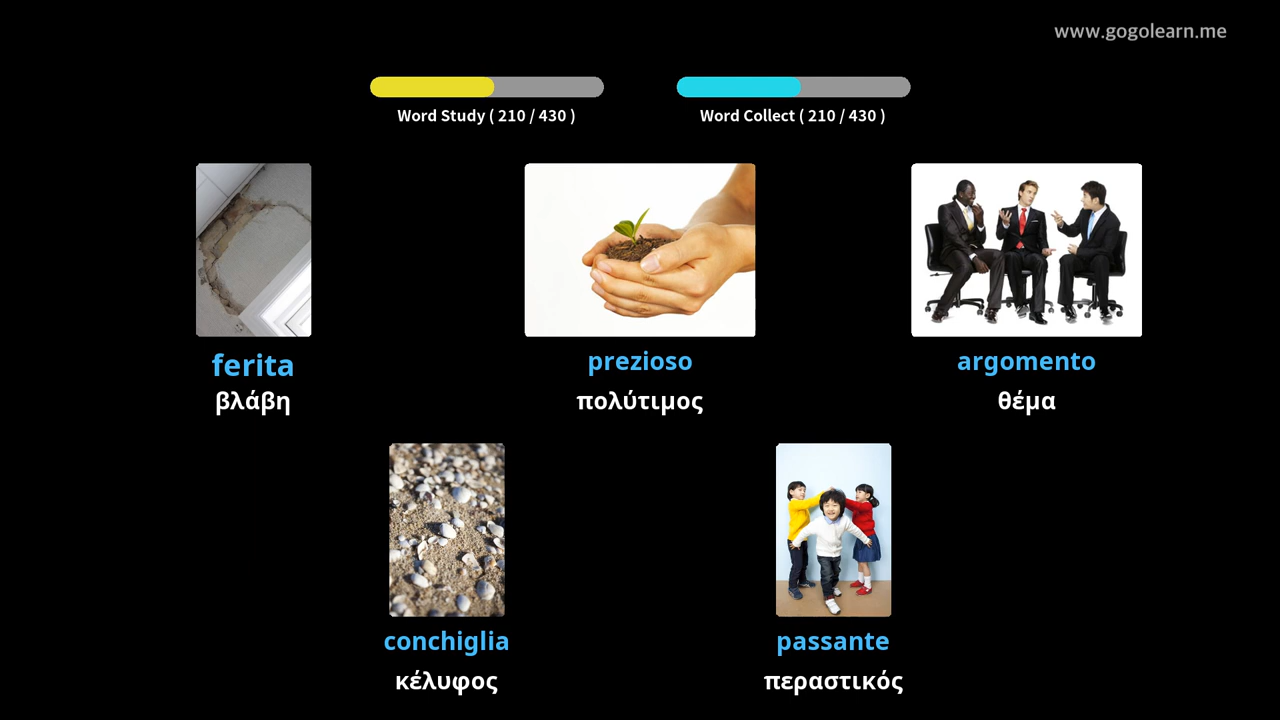 www.gogolearn.me
Word Study ( 210 / 430 )
Word Collect ( 210 / 430 )
ferita
βλάβη
prezioso
πολύτιμος
argomento
θέμα
conchiglia
κέλυφος
passante
περαστικός